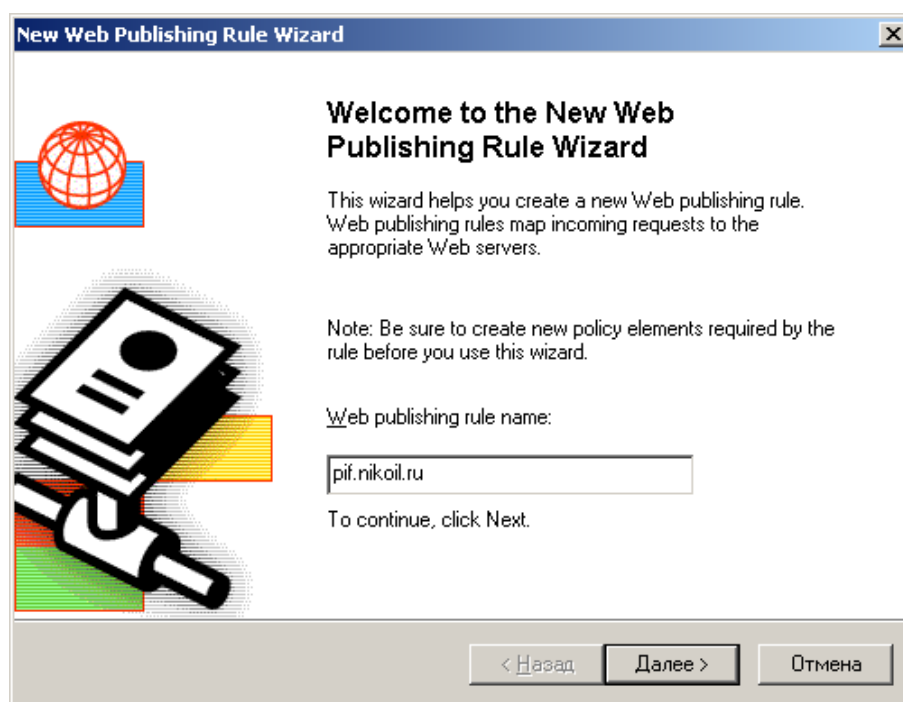 New Web Publishing Rule Wizard
Welcome to the New Web
Publishing Rule Wizard
This wizard helps you create a new Web publishing rule.
Web publishing rules map incoming requests to the
appropriate Web servers.
Note: Be sure to create new policy elements required by the
rule before you use this wizard.
Web publishing rule name:
pif.nikoil.ru
To continue, click Next.
< Назад Далее > Отмена